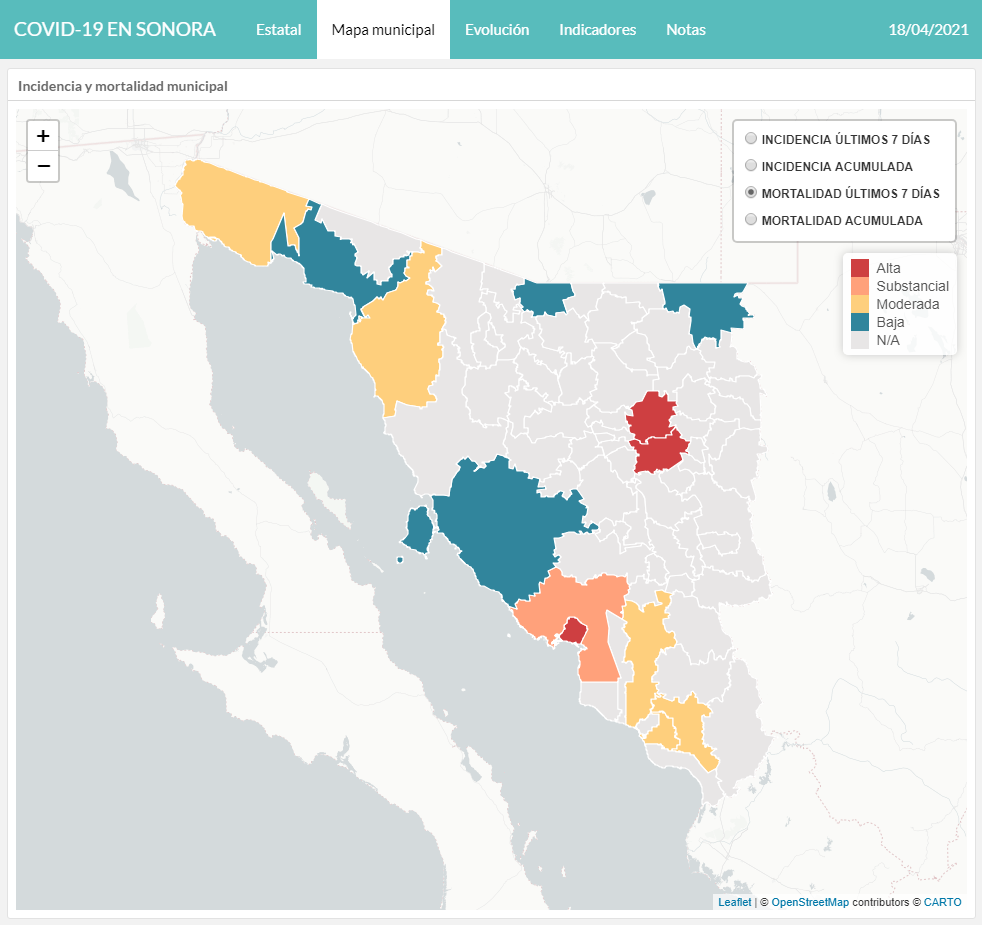 COVID-19 EN SONORA Estatal Mapa municipal Evolución Indicadores Notas 18/04/2021
Incidencia y mortalidad municipal
+
−
INCIDENCIA ÚLTIMOS 7 DÍAS
INCIDENCIA ACUMULADA
MORTALIDAD ÚLTIMOS 7 DÍAS
MORTALIDAD ACUMULADA
Alta
Substancial
Moderada
Baja
N/A
Leaflet | © OpenStreetMap contributors © CARTO